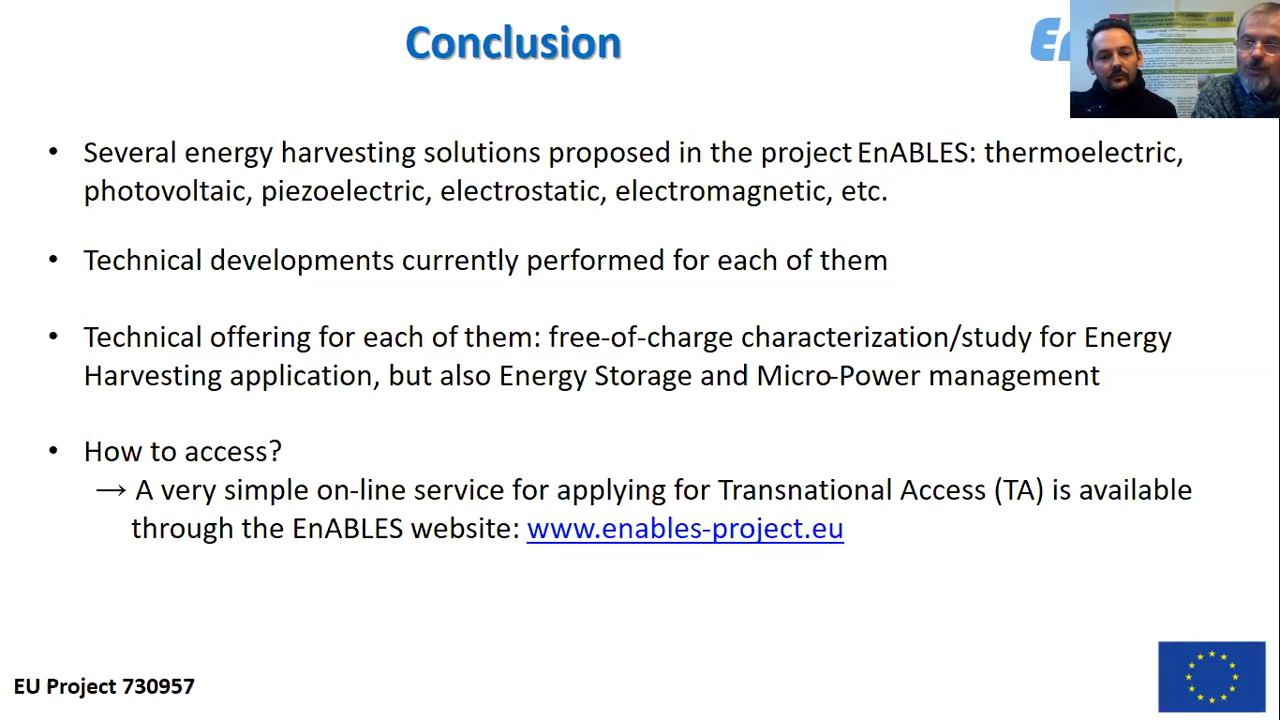 Conclusion
En
• Several energy harvesting solutions proposed in the project EnABLES: thermoelectric,
photovoltaic, piezoelectric, electrostatic, electromagnetic, etc.
• Technical developments currently performed for each of them
• Technical offering for each of them: free-of-charge characterization/study for Energy
Harvesting application, but also Energy Storage and Micro-Power management
• How to access?
→ A very simple on-line service for applying for Transnational Access (TA) is available
through the EnABLES website: www.enables-project.eu
EU Project 730957